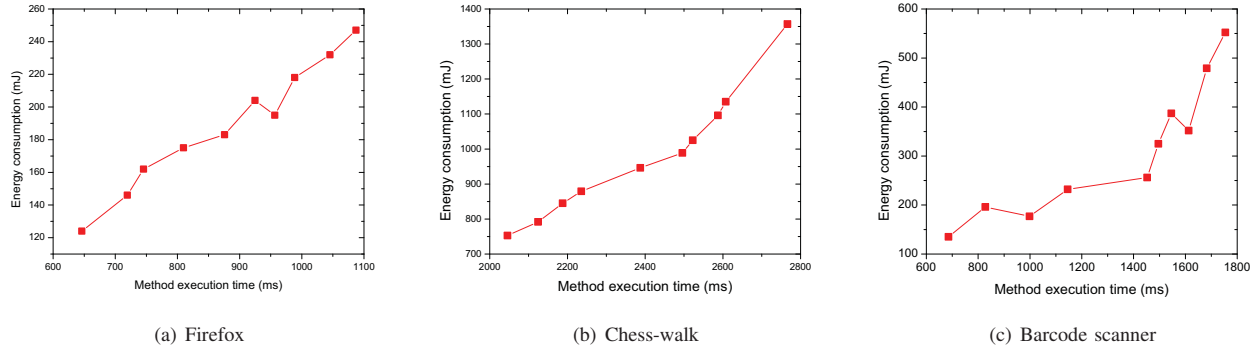 260
240
220
200
180
160
140
120
600 700 800 900 1000 1100
Energy consumption (mJ)
Method execution time (ms)
(a) Firefox
1400
1300
1200
1100
1000
900
800
700
2000 2200 2400 2600 2800
Energy consumption (mJ)
Method execution time (ms)
(b) Chess-walk
600
500
400
300
200
100
600 800 1000 1200 1400 1600 1800
Energy consumption (mJ)
Method execution time (ms)
(c) Barcode scanner